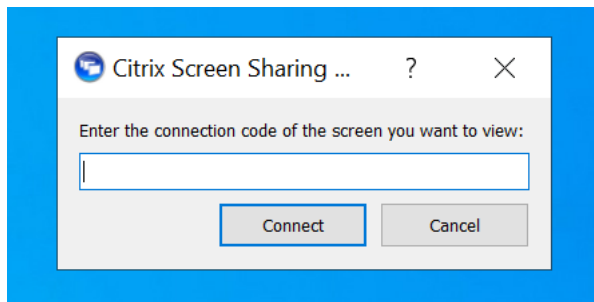 Citrix Screen Sharing ...
Enter the connection code of the screen you want to view:
Connect
Cancel